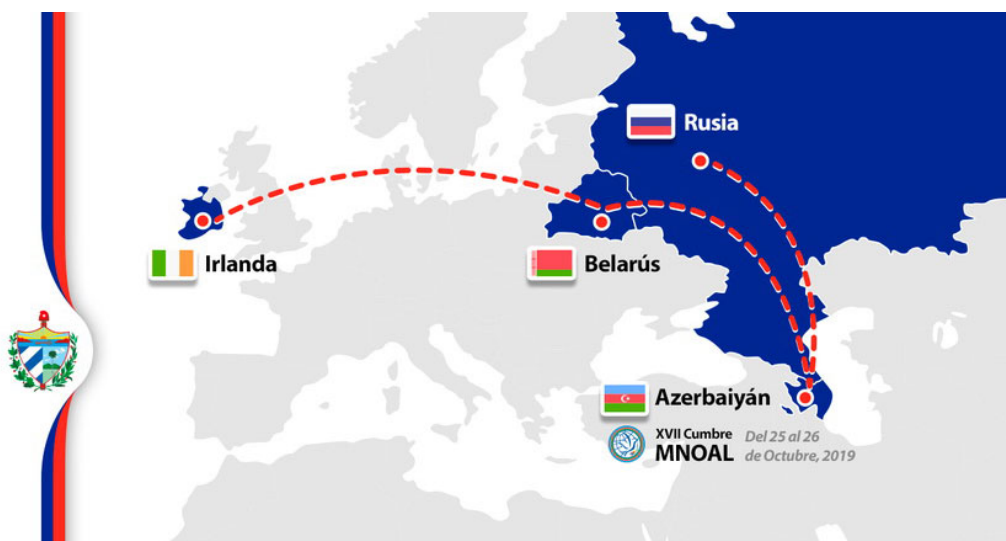 Rusia
Irlanda
Belarús
Azerbaiyán
XVII Cumbre
MNOAL
Del 25 al 26
de Octubre, 2019